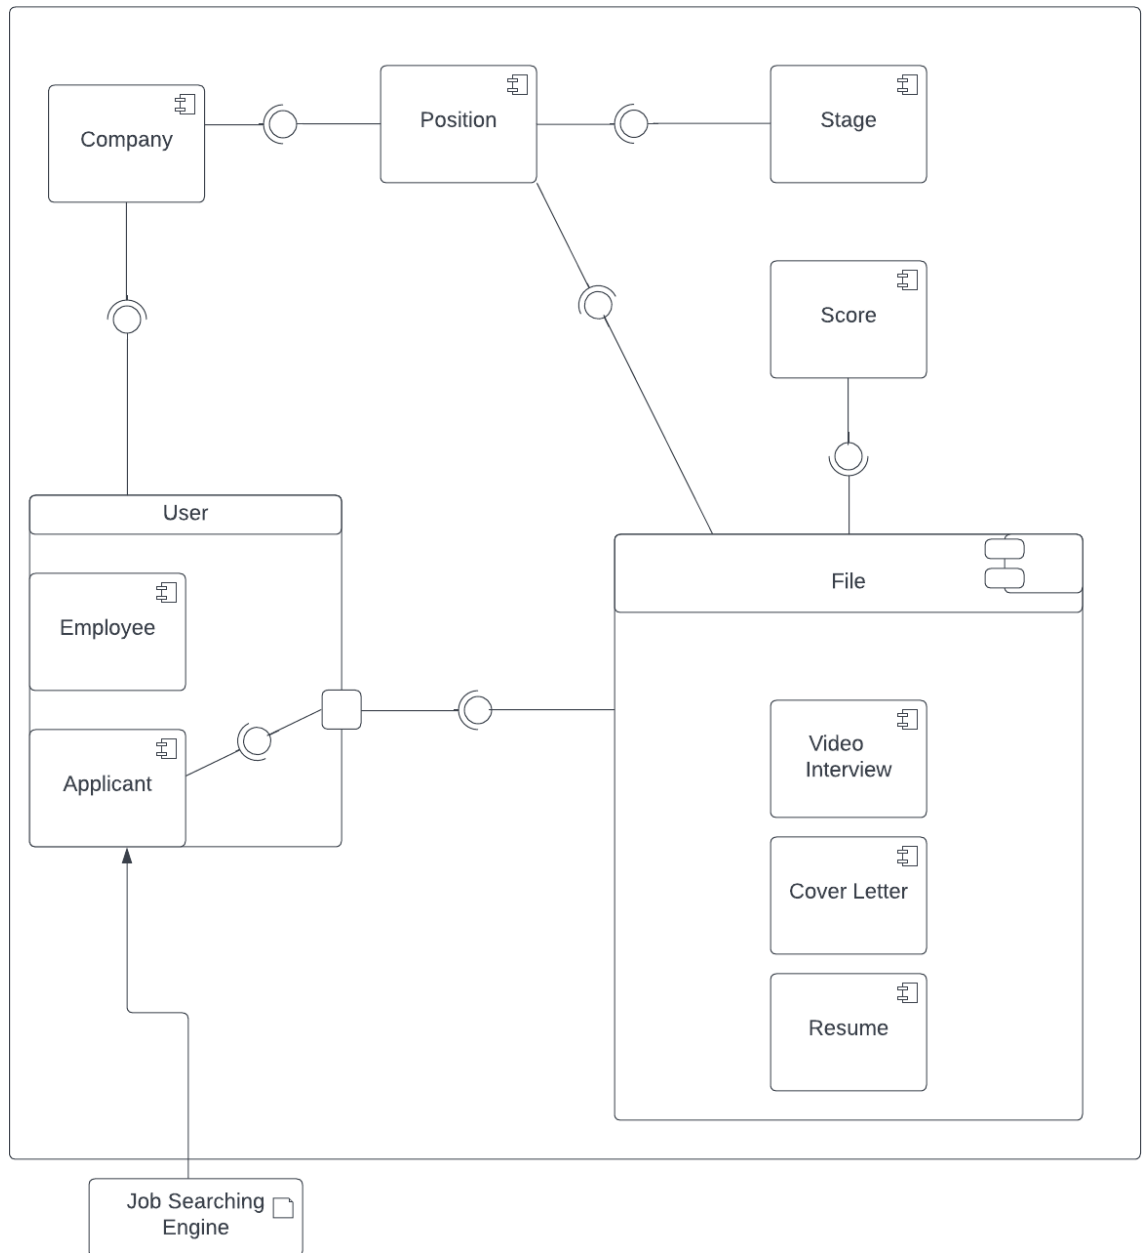 Company
Position
Stage
Score
User
Employee
Applicant
File
Video
Interview
Cover Letter
Resume
Job Searching
Engine